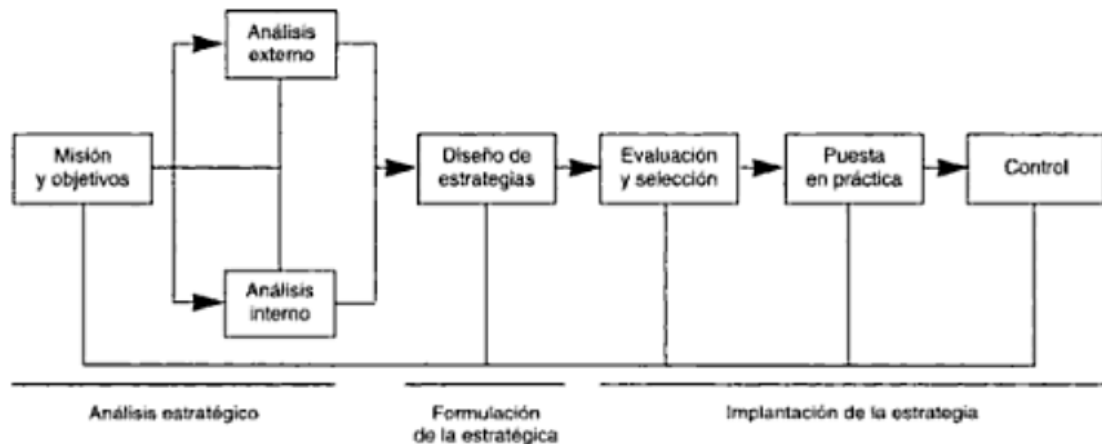 Análisis
externo
Misión
y objetivos
Análisis
interno
Diseño de
estrategias
Evaluación
y selección
Puesta
en práctica
Control
Análisis estratégico
Formulación
de la estratégica
Implantación de la estrategia